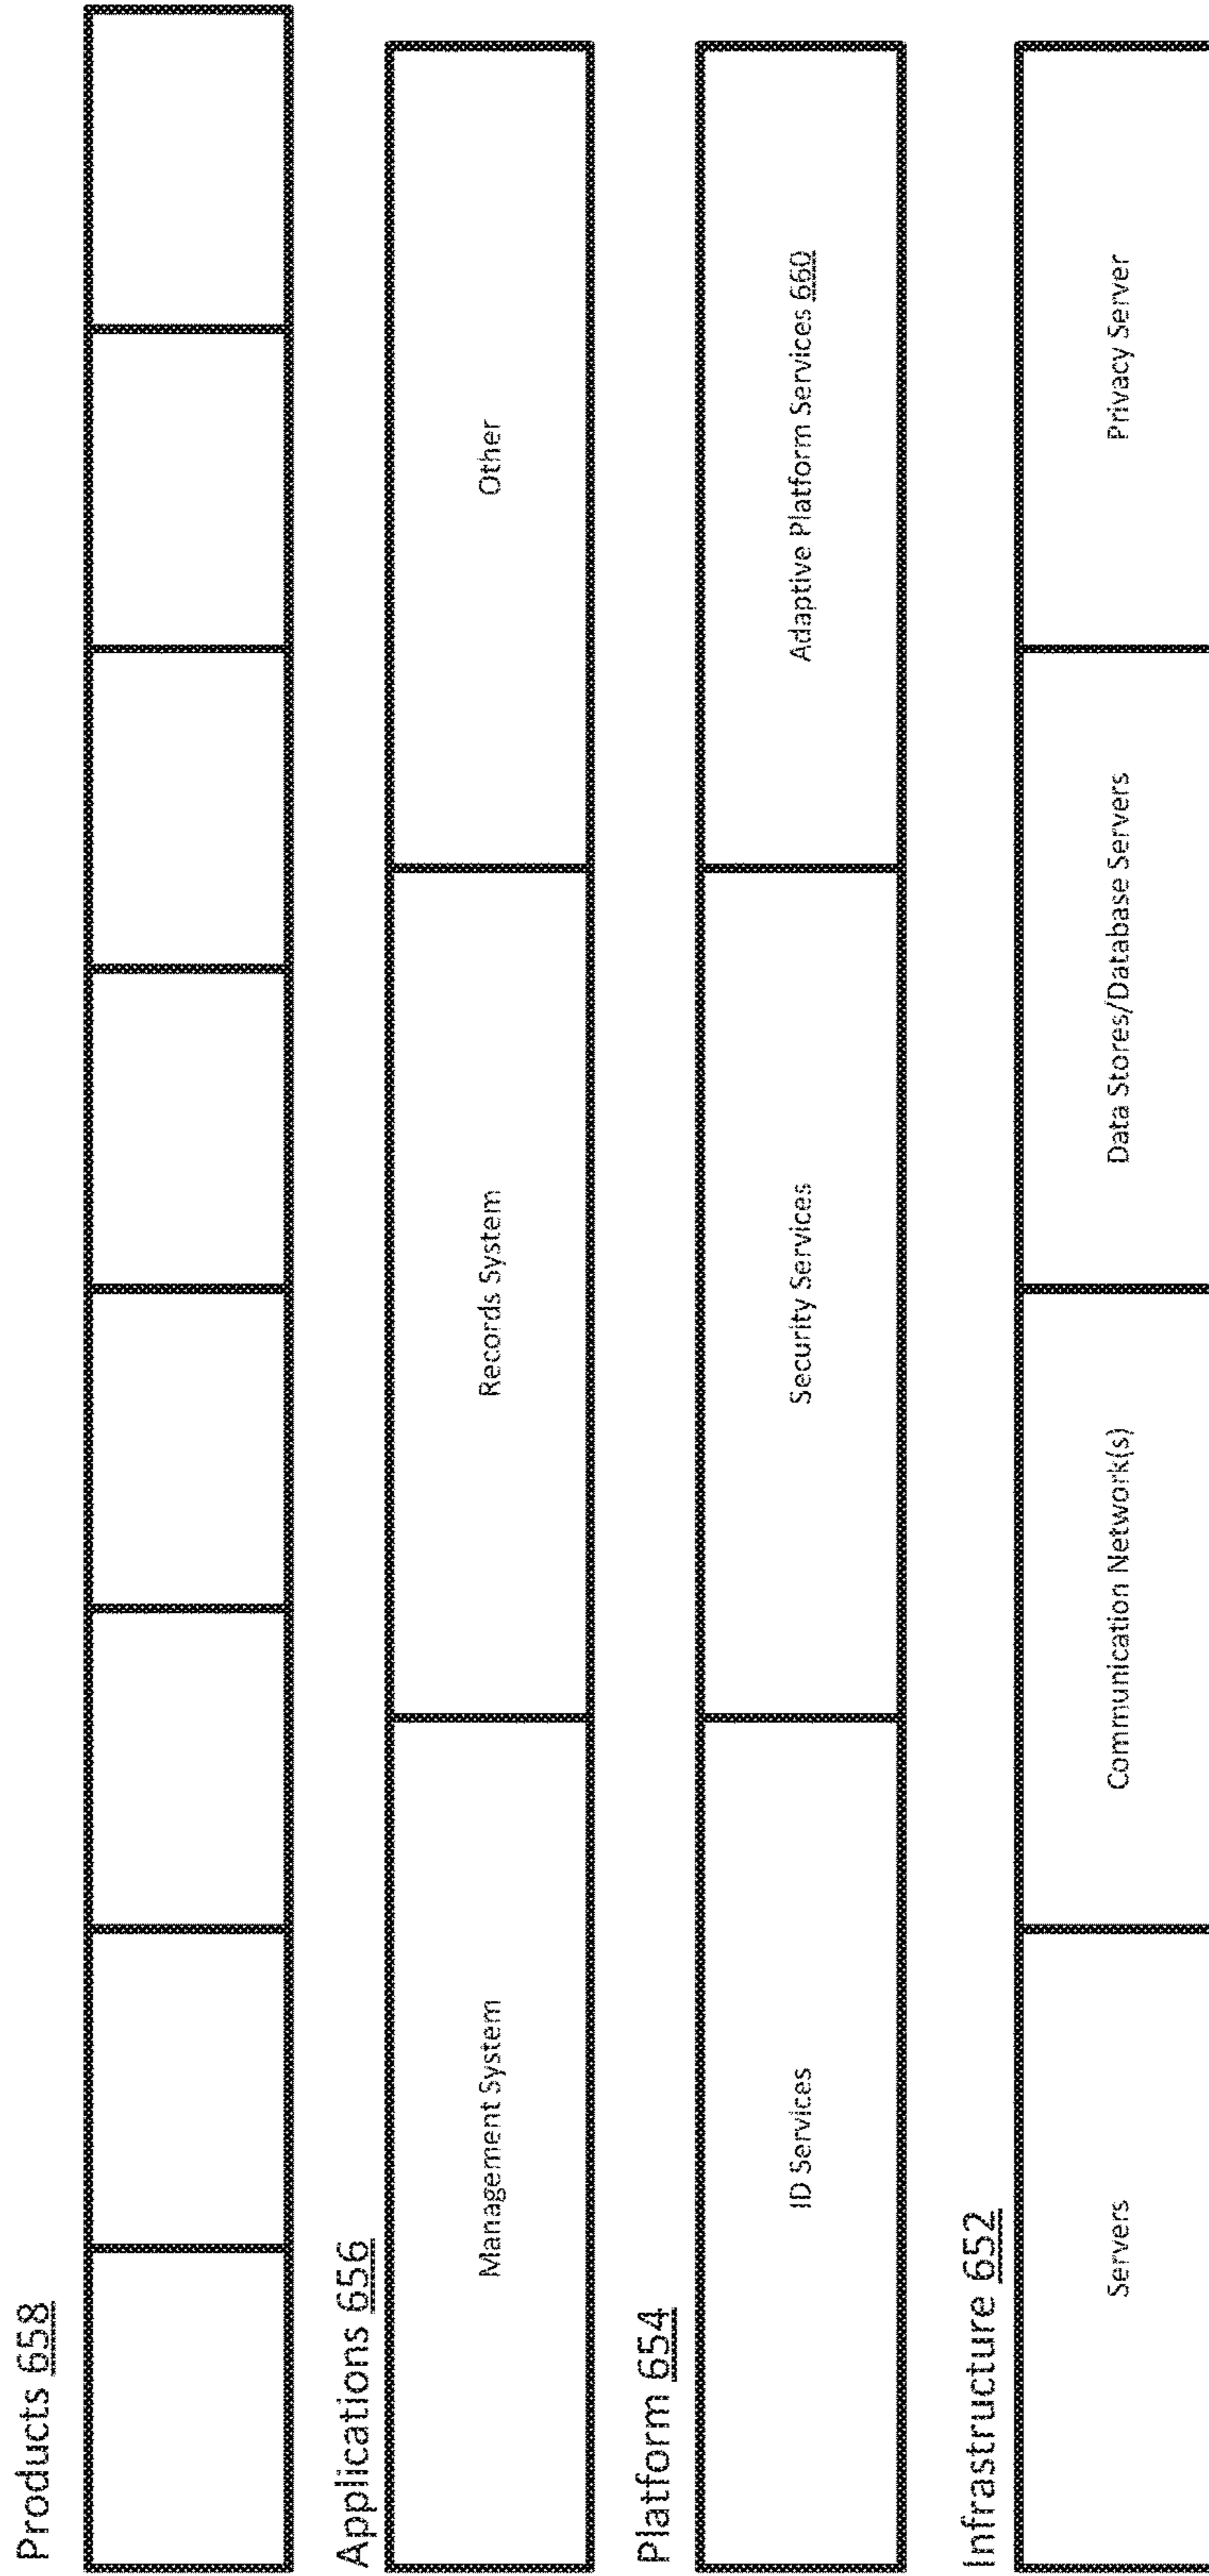 Products 658
Applications 656
Management System
Records System
Other
Platform 654
ID Services
Security Services
Adaptive Platform Services 660
Infrastructure 652
Servers
Communication Network(s)
Data Stores/Database Servers
Privacy Server